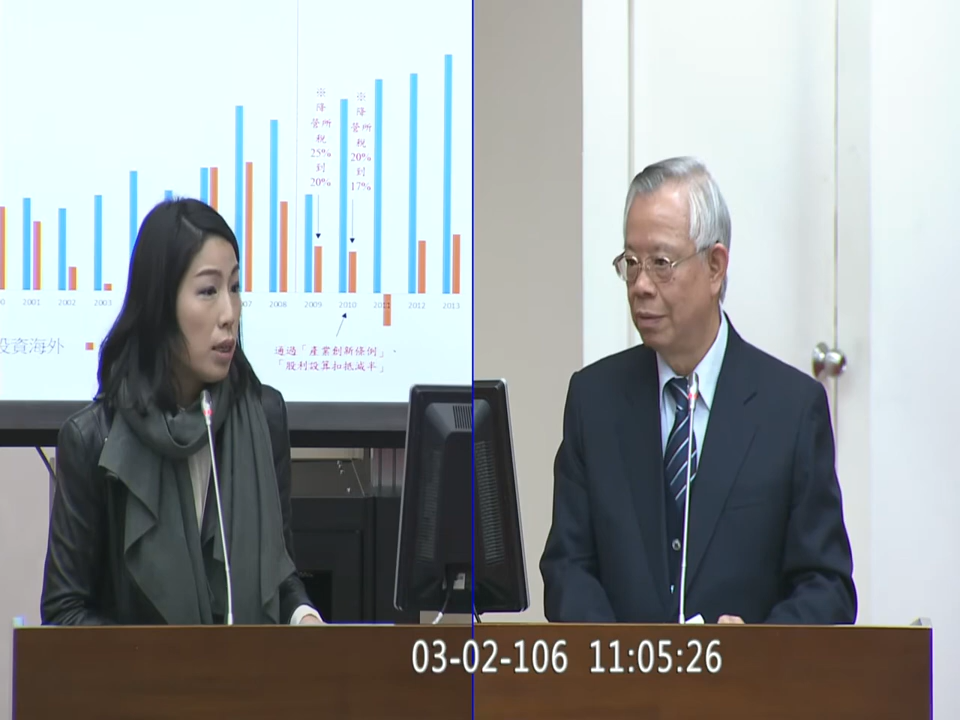 ※
降
營所
稅
25%
到
20%
※
降
營所
稅
20%
到
17%
2001
2002
2003
2008
2009
2010
2011
2012
2013
投資海外
通過「產業創新條例」、
「股利設算扣抵減半」
03-02-106 11:05:26